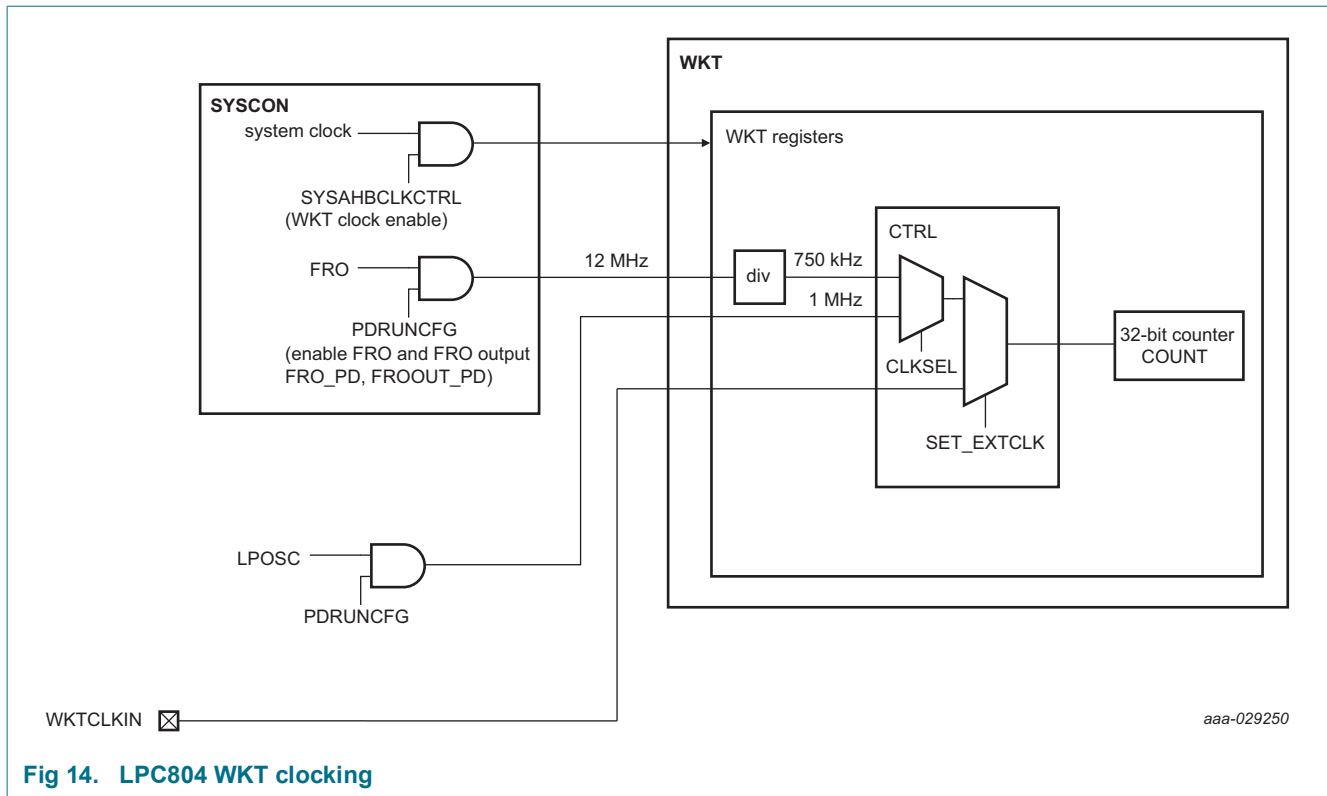 WKT
SYSCON
system clock
WKT registers
SYSAHBCLKCTRL
(WKT clock enable)
CTRL
FRO
12 MHz
div
750 kHz
1 MHz
PDRUNCFG
(enable FRO and FRO output
FRO_PD, FROOUT_PD)
CLKSEL
32-bit counter
COUNT
SET_EXTCLK
LPOSC
PDRUNCFG
WKTCLKIN
aaa-029250
Fig 14. LPC804 WKT clocking